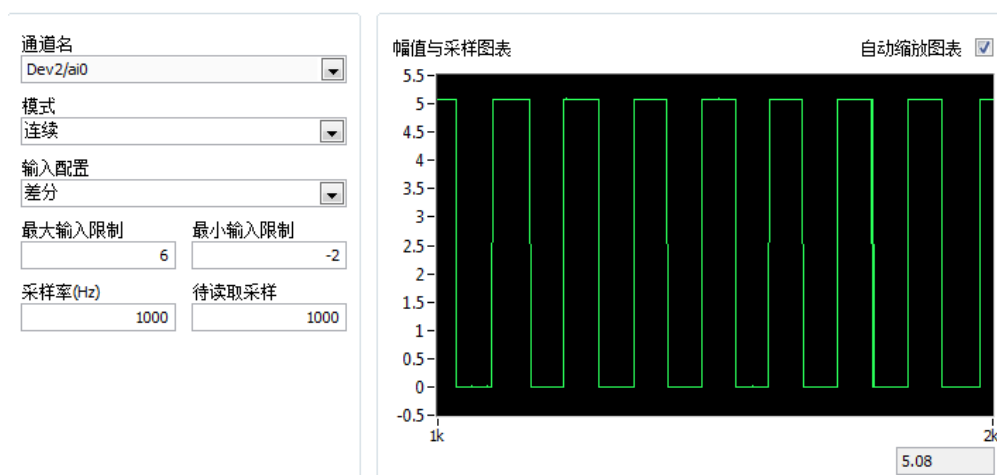 通道名
Dev2/ai0
模式
连续
输入配置
差分
最大输入限制 最小输入限制
6 -2
采样率(Hz) 待读取采样
1000 1000
幅值与采样图表 自动缩放图表
5.5
5
4.5
4
3.5
3
2.5
2
1.5
1
0.5
0
-0.5
1k 2k
5.08